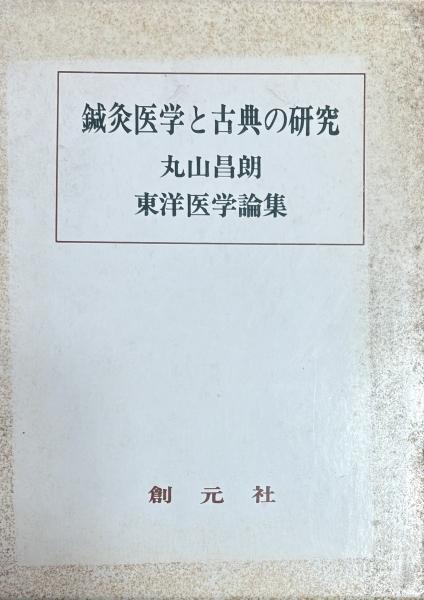 鍼灸医学と古典の研究
丸山昌朗
東洋医学論集
創元社